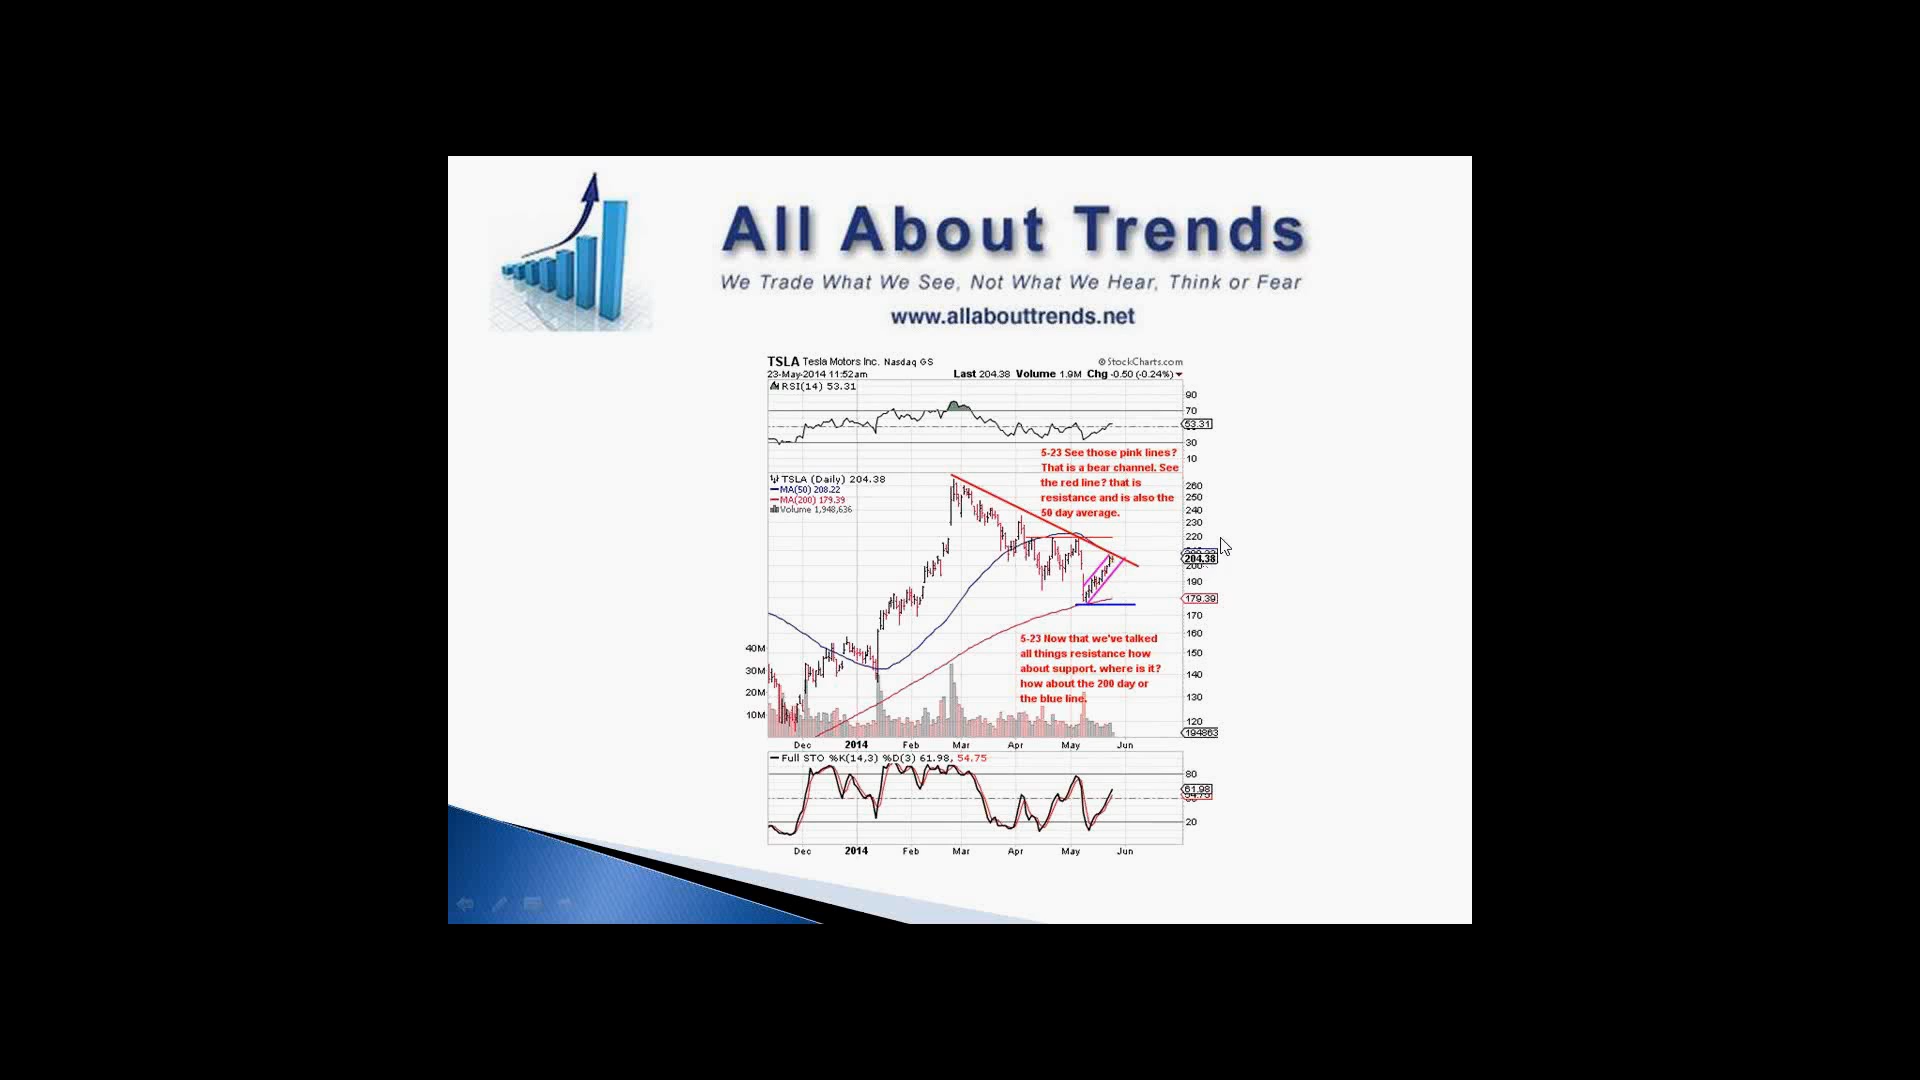 All About Trends
We Trade What We See, Not What We Hear, Think or Fear
www.allabouttrends.net
TSLA Tesla Motors Inc. Nasdaq GS
© StockCharts.com
23-May-2014 11:52am
Last 204.38 Volume 1.9M Chg -0.50 (-0.24%)
RSI(14) 53.31
90
70
53.31
30
10
5-23 See those pink lines?
That is a bear channel. See
the red line? that is
resistance and is also the
50 day average.
TSLA (Daily) 204.38
MA(50) 208.22
MA(200) 179.39
Volume 1,948,636
260
250
240
230
220
204.38
200
190
179.39
170
160
150
140
130
120
194863
40M
30M
20M
10M
5-23 Now that we've talked
all things resistance how
about support. where is it?
how about the 200 day or
the blue line.
Dec 2014 Feb Mar Apr May Jun
Full STO %K(14,3) %D(3) 61.98, 54.75
80
61.98
20
Dec 2014 Feb Mar Apr May Jun